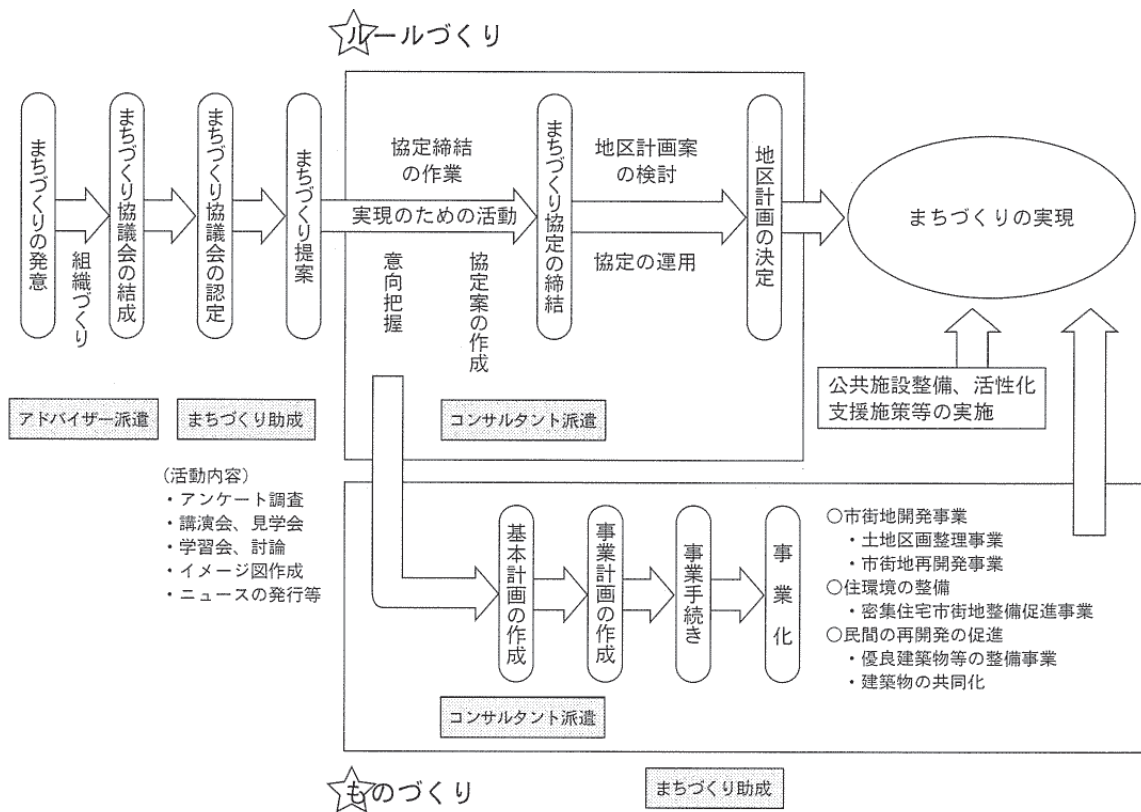 ルールづくり
まちづくりの発意
組織づくり
まちづくり協議会の結成
まちづくり協議会の認定
まちづくり提案
協定締結
の作業
実現のための活動
意向把握
協定案の作成
まちづくり協定の締結
地区計画案
の検討
協定の運用
地区計画の決定
まちづくりの実現
公共施設整備、活性化
支援施策等の実施
アドバイザー派遣
まちづくり助成
コンサルタント派遣
(活動内容)
・アンケート調査
・講演会、見学会
・学習会、討論
・イメージ図作成
・ニュースの発行等
基本計画の作成
事業計画の作成
事業手続き
事業化
○市街地開発事業
・土地区画整理事業
・市街地再開発事業
○住環境の整備
・密集住宅市街地整備促進事業
○民間の再開発の促進
・優良建築物等の整備事業
・建築物の共同化
コンサルタント派遣
ものづくり
まちづくり助成